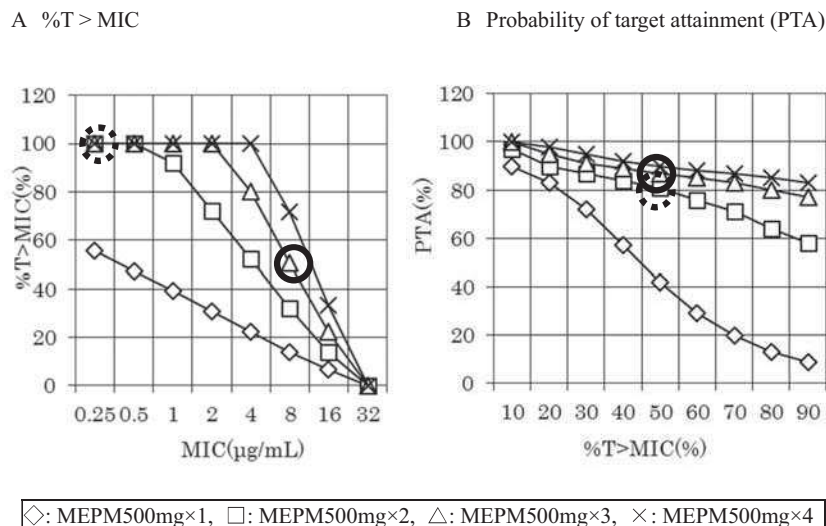 A %T > MIC
B Probability of target attainment (PTA)
120
100
80
60
40
20
0
%T>MIC(%)
0.25 0.5 1 2 4 8 16 32
MIC(µg/mL)
120
100
80
60
40
20
0
PTA(%)
10 20 30 40 50 60 70 80 90
%T>MIC(%)
◇: MEPM500mg×1, □: MEPM500mg×2, △: MEPM500mg×3, ×: MEPM500mg×4